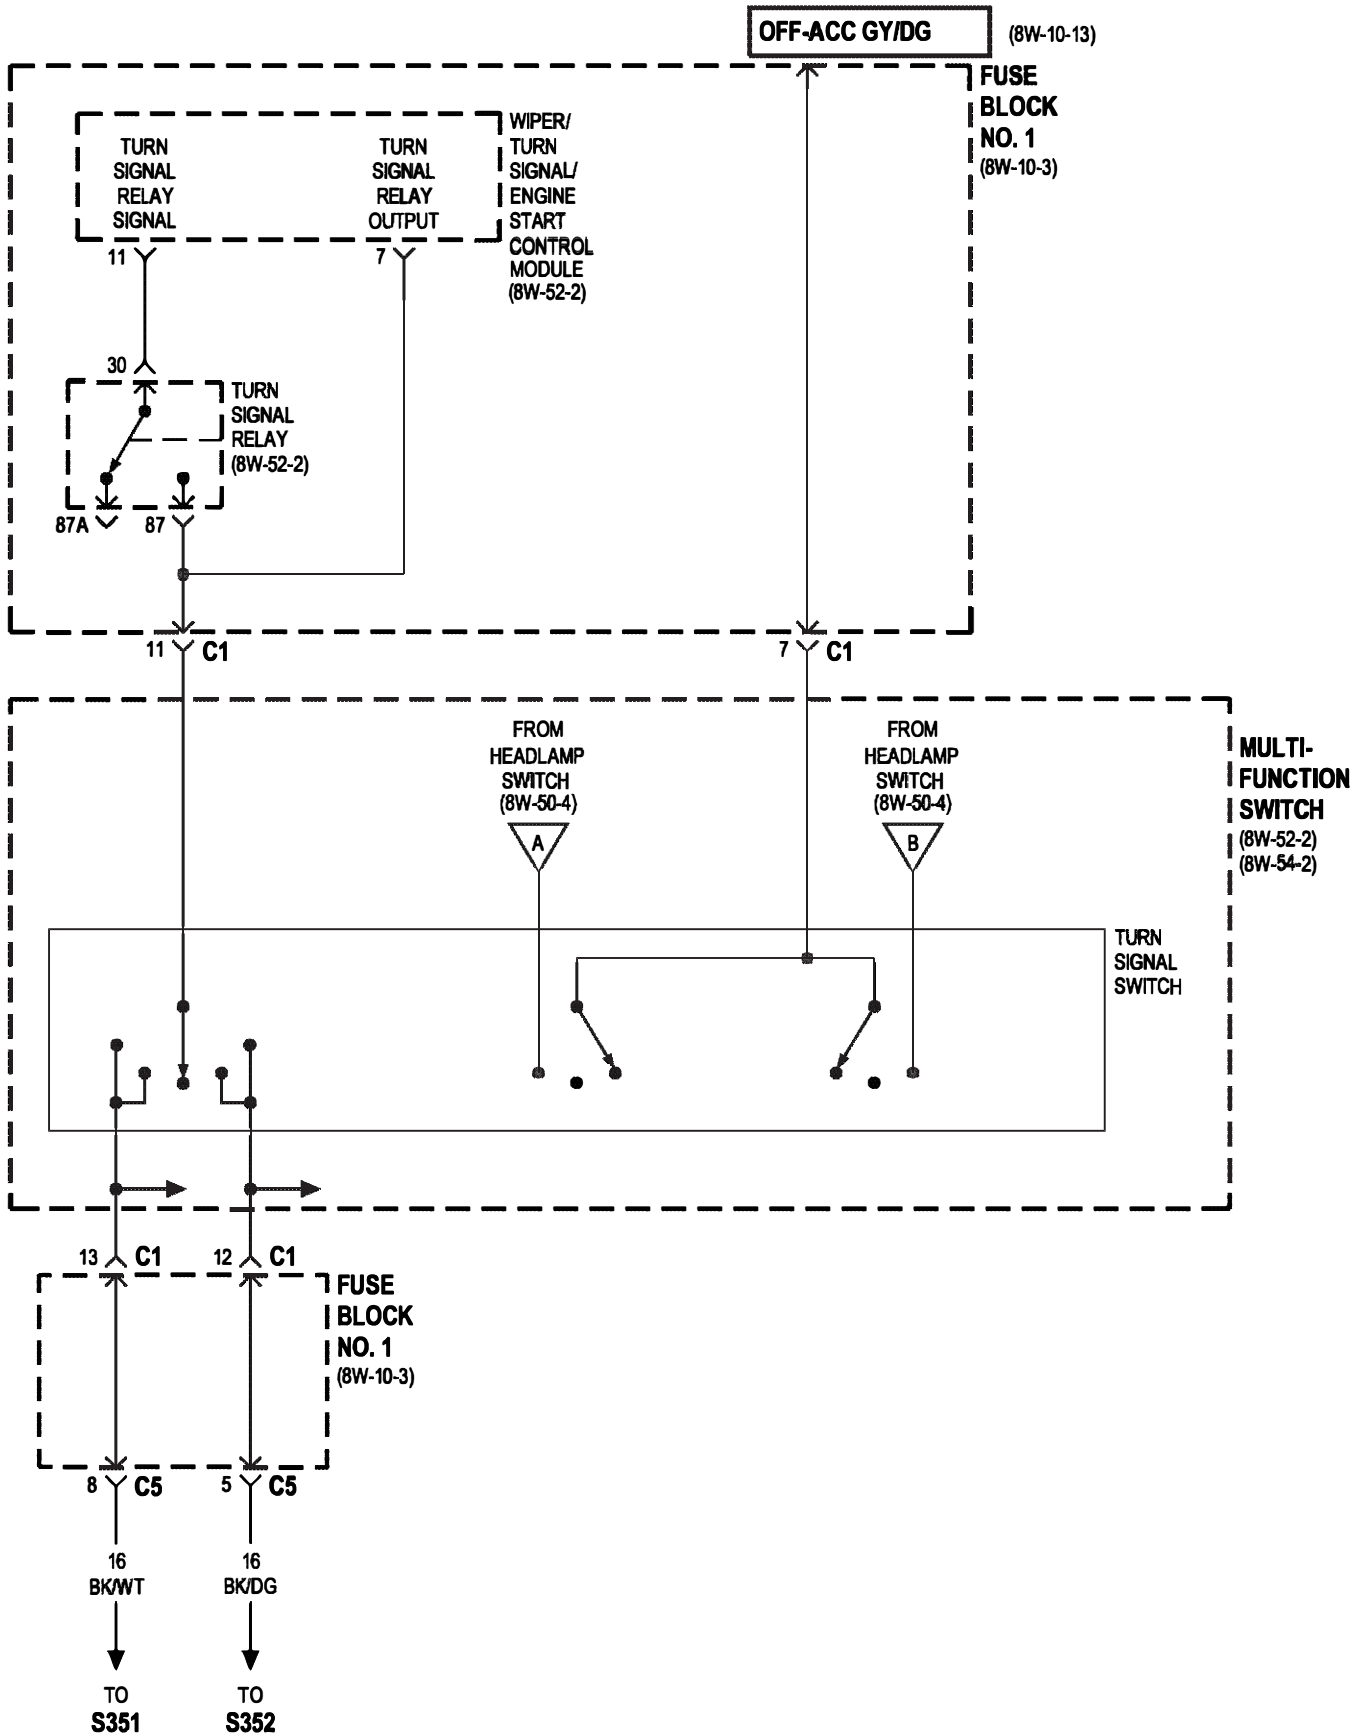 OFF-ACC GY/DG
(8W-10-13)
FUSE
BLOCK
NO. 1
(8W-10-3)
TURN
SIGNAL
RELAY
SIGNAL
TURN
SIGNAL
RELAY
OUTPUT
WIPER/
TURN
SIGNAL/
ENGINE
START
CONTROL
MODULE
(8W-52-2)
11
7
30
TURN
SIGNAL
RELAY
(8W-52-2)
87A
87
11
C1
7
C1
FROM
HEADLAMP
SWITCH
(8W-50-4)
A
FROM
HEADLAMP
SWITCH
(8W-50-4)
B
MULTI-
FUNCTION
SWITCH
(8W-52-2)
(8W-54-2)
TURN
SIGNAL
SWITCH
13
C1
12
C1
FUSE
BLOCK
NO. 1
(8W-10-3)
8
C5
5
C5
16
BK/WT
16
BK/DG
TO
S351
TO
S352